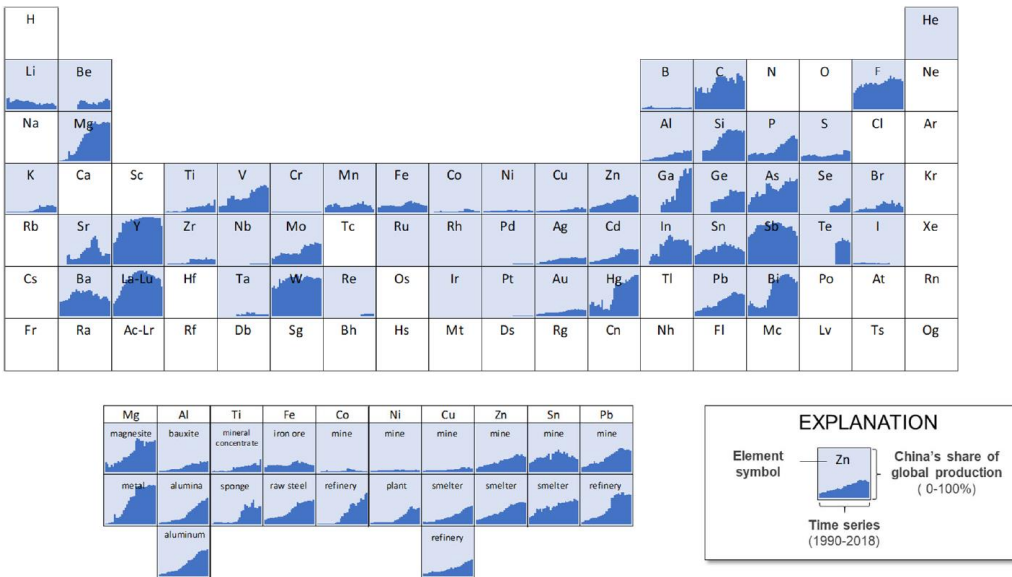 H He
Li Be B C N O F Ne
Na Mg Al Si P S Cl Ar
K Ca Sc Ti V Cr Mn Fe Co Ni Cu Zn Ga Ge As Se Br Kr
Rb Sr Y Zr Nb Mo Tc Ru Rh Pd Ag Cd In Sn Sb Te I Xe
Cs Ba La-Lu Hf Ta W Re Os Ir Pt Au Hg Tl Pb Bi Po At Rn
Fr Ra Ac-Lr Rf Db Sg Bh Hs Mt Ds Rg Cn Nh Fl Mc Lv Ts Og
Mg Al Ti Fe Co Ni Cu Zn Sn Pb
magnesite bauxite mineral concentrate iron ore mine mine mine mine mine mine
metal alumina sponge raw steel refinery plant smelter smelter smelter refinery
aluminum refinery
EXPLANATION
Element symbol
Zn
China's share of global production
( 0-100%)
Time series
(1990-2018)